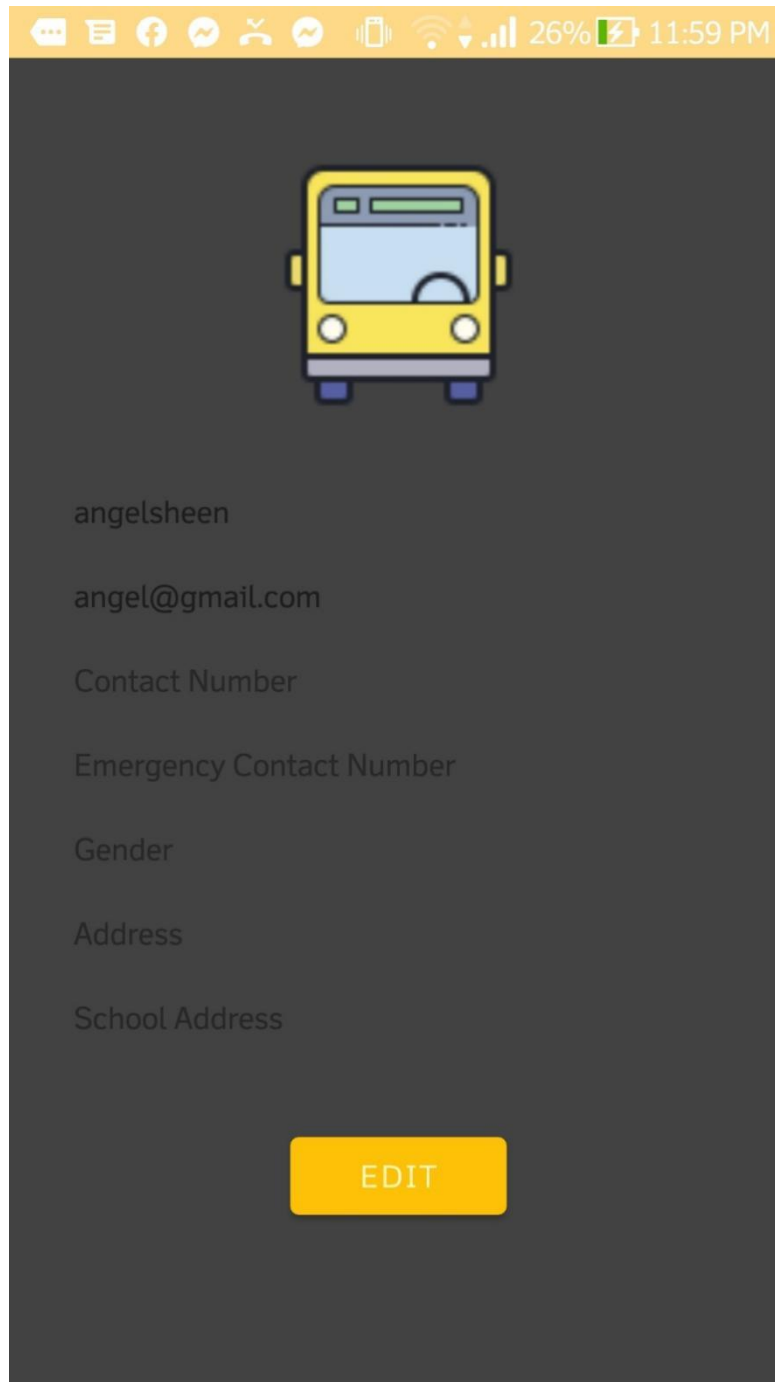 26% 11:59 PM
angelsheen
angel@gmail.com
Contact Number
Emergency Contact Number
Gender
Address
School Address
EDIT